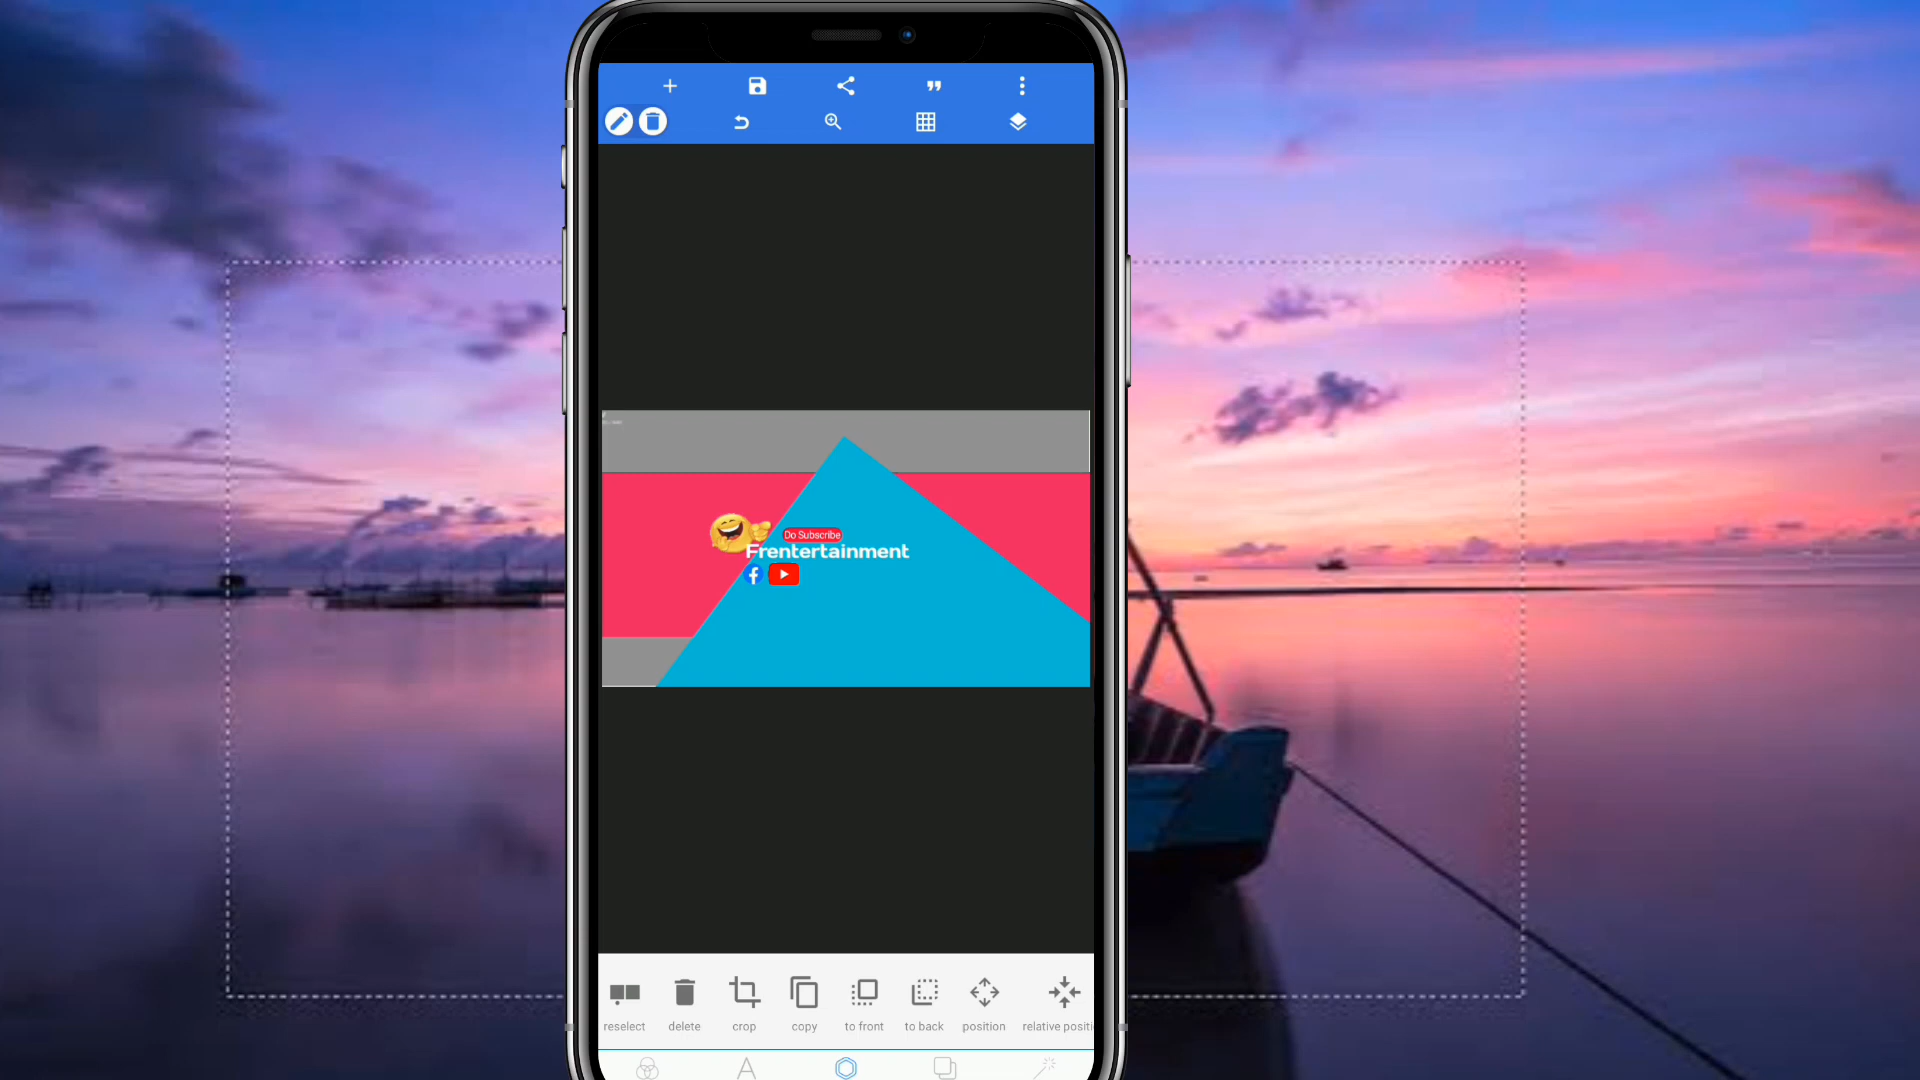 Do Subscribe
Frentertainment
reselect
delete
crop
copy
to front
to back
position
relative positi